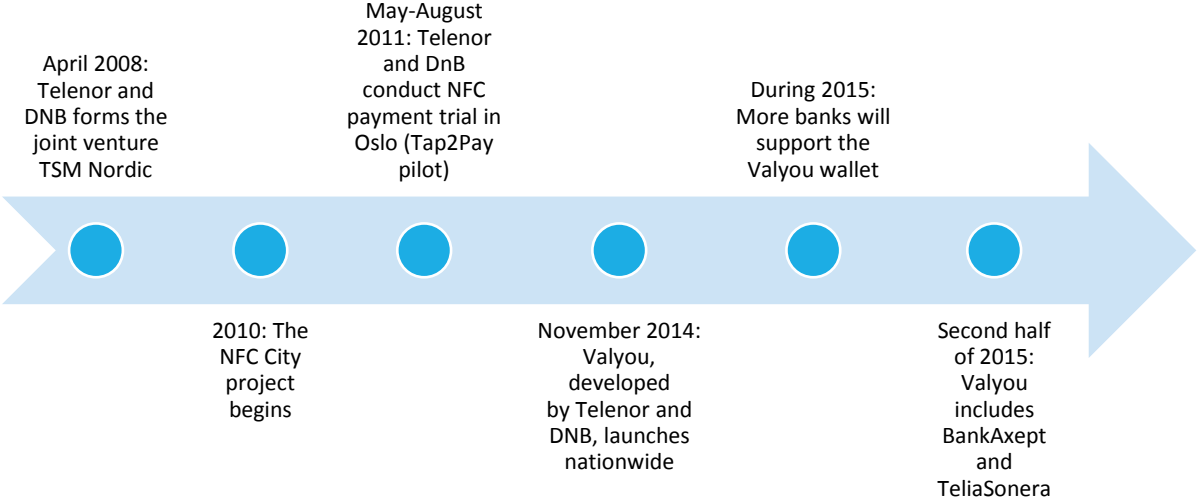 April 2008:
Telenor and
DNB forms the
joint venture
TSM Nordic
2010: The
NFC City
project
begins
May-August
2011: Telenor
and DnB
conduct NFC
payment trial in
Oslo (Tap2Pay
pilot)
November 2014:
Valyou,
developed
by Telenor and
DNB, launches
nationwide
During 2015:
More banks will
support the
Valyou wallet
Second half
of 2015:
Valyou
includes
BankAxept
and
TeliaSonera